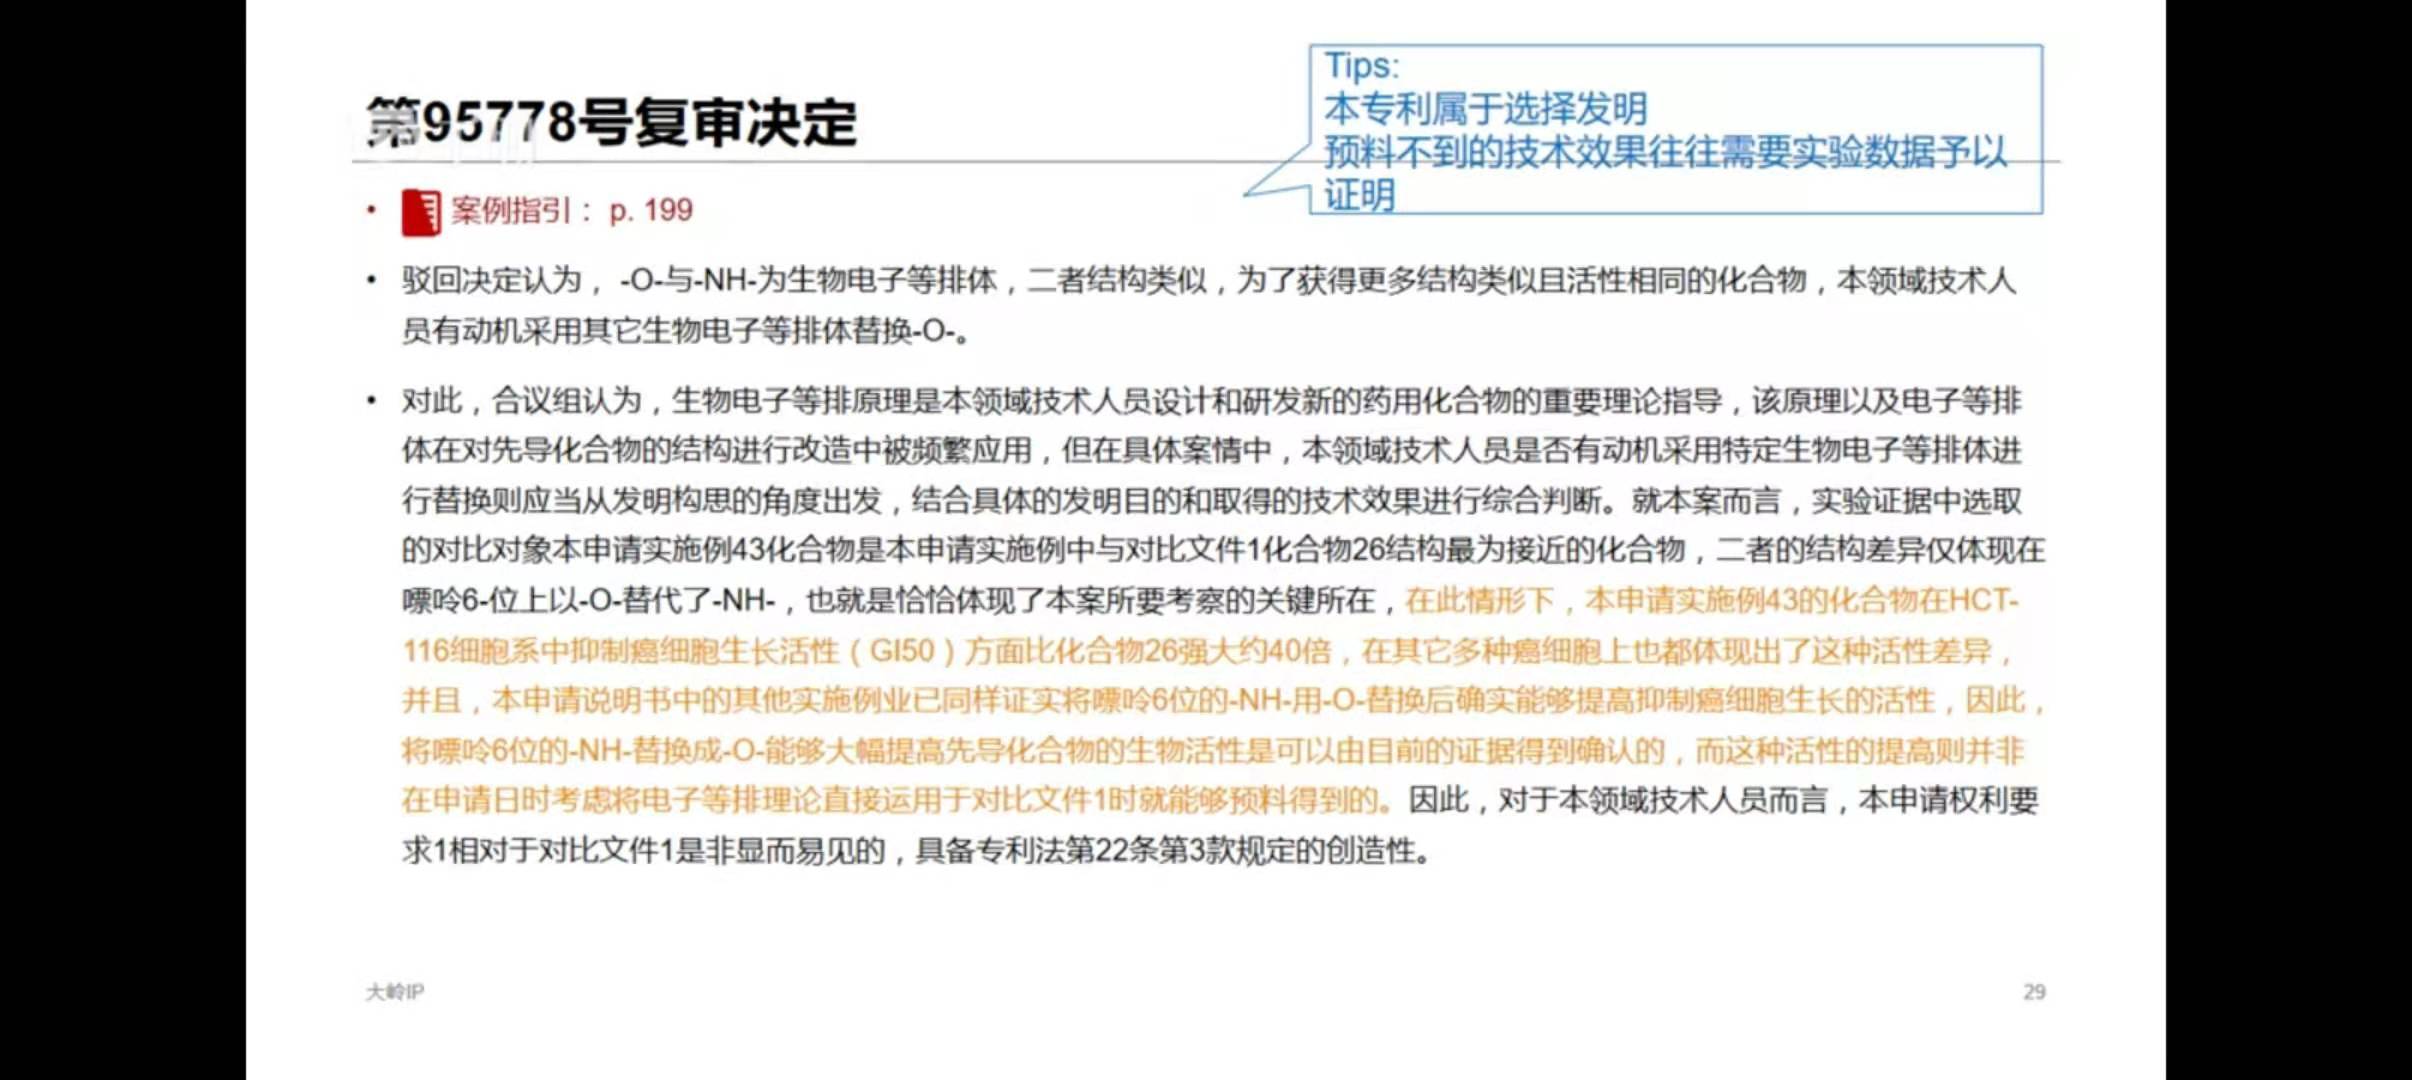 第95778号复审决定
Tips:
本专利属于选择发明
预料不到的技术效果往往需要实验数据予以
证明
• 案例指引： p. 199
• 驳回决定认为， -O-与-NH-为生物电子等排体，二者结构类似，为了获得更多结构类似且活性相同的化合物，本领域技术人
员有动机采用其它生物电子等排体替换-O-。
• 对此，合议组认为，生物电子等排原理是本领域技术人员设计和研发新的药用化合物的重要理论指导，该原理以及电子等排
体在对先导化合物的结构进行改造中被频繁应用，但在具体案情中，本领域技术人员是否有动机采用特定生物电子等排体进
行替换则应当从发明构思的角度出发，结合具体的发明目的和取得的技术效果进行综合判断。就本案而言，实验证据中选取
的对比对象本申请实施例43化合物是本申请实施例中与对比文件1化合物26结构最为接近的化合物，二者的结构差异仅体现在
嘌呤6-位上以-O-替代了-NH-，也就是恰恰体现了本案所要考察的关键所在，在此情形下，本申请实施例43的化合物在HCT-
116细胞系中抑制癌细胞生长活性（GI50）方面比化合物26强大约40倍，在其它多种癌细胞上也都体现出了这种活性差异，
并且，本申请说明书中的其他实施例业已同样证实将嘌呤6位的-NH-用-O-替换后确实能够提高抑制癌细胞生长的活性，因此，
将嘌呤6位的-NH-替换成-O-能够大幅提高先导化合物的生物活性是可以由目前的证据得到确认的，而这种活性的提高则并非
在申请日时考虑将电子等排理论直接运用于对比文件1时就能够预料得到的。因此，对于本领域技术人员而言，本申请权利要
求1相对于对比文件1是非显而易见的，具备专利法第22条第3款规定的创造性。
大岭IP
29